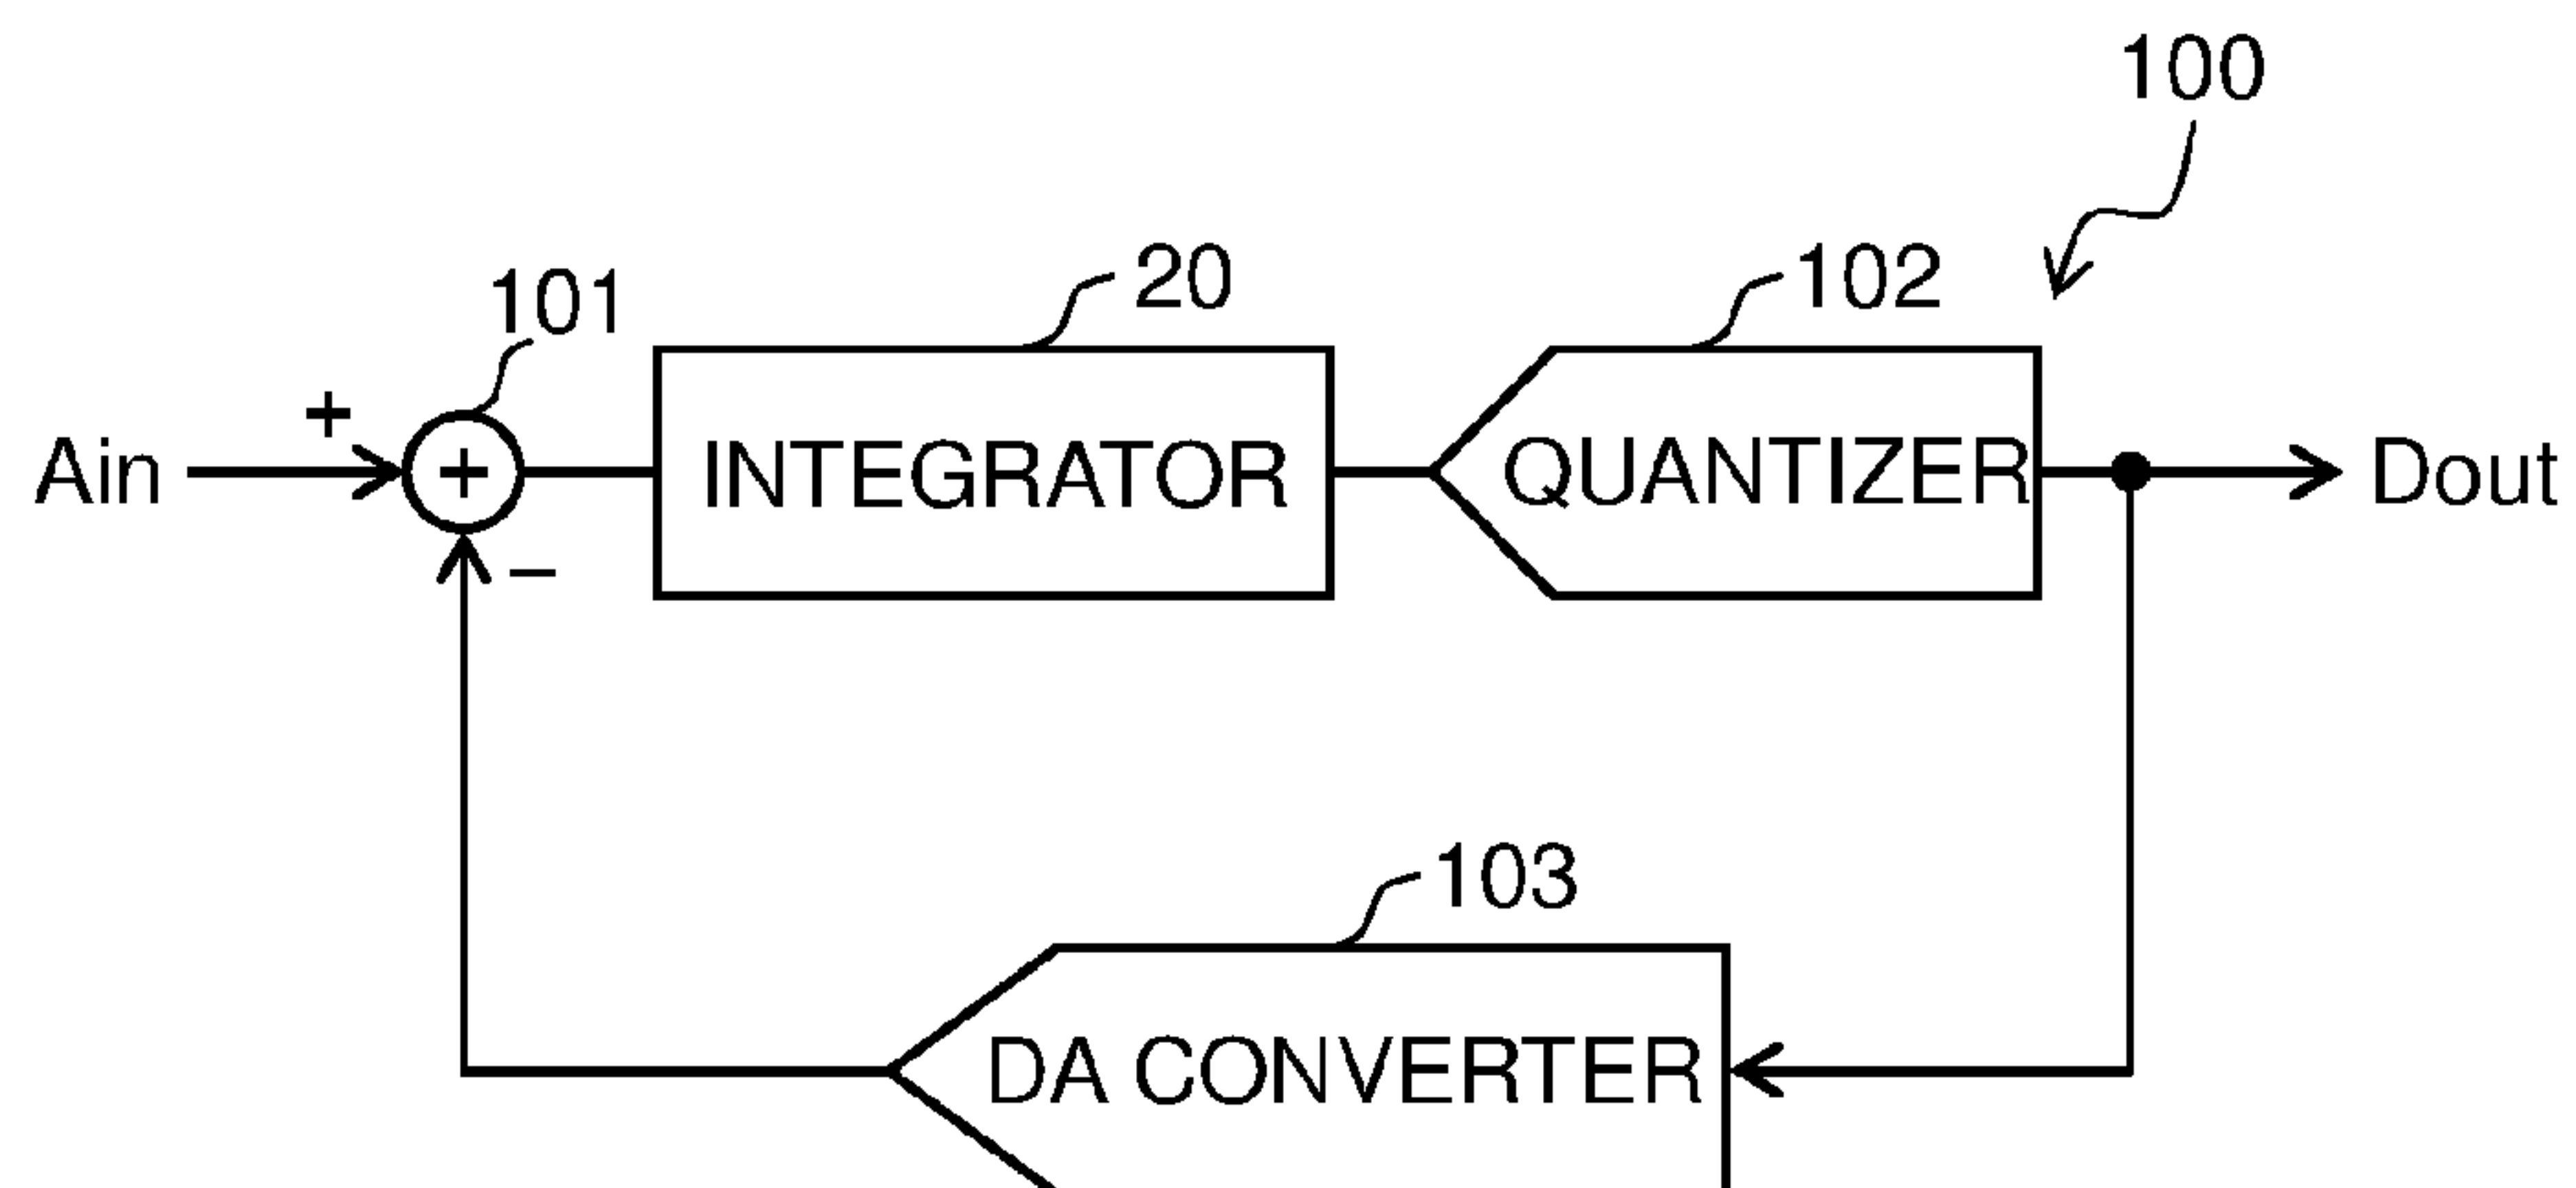 100
101
20
102
+
Ain
+
INTEGRATOR
QUANTIZER
Dout
−
103
DA CONVERTER